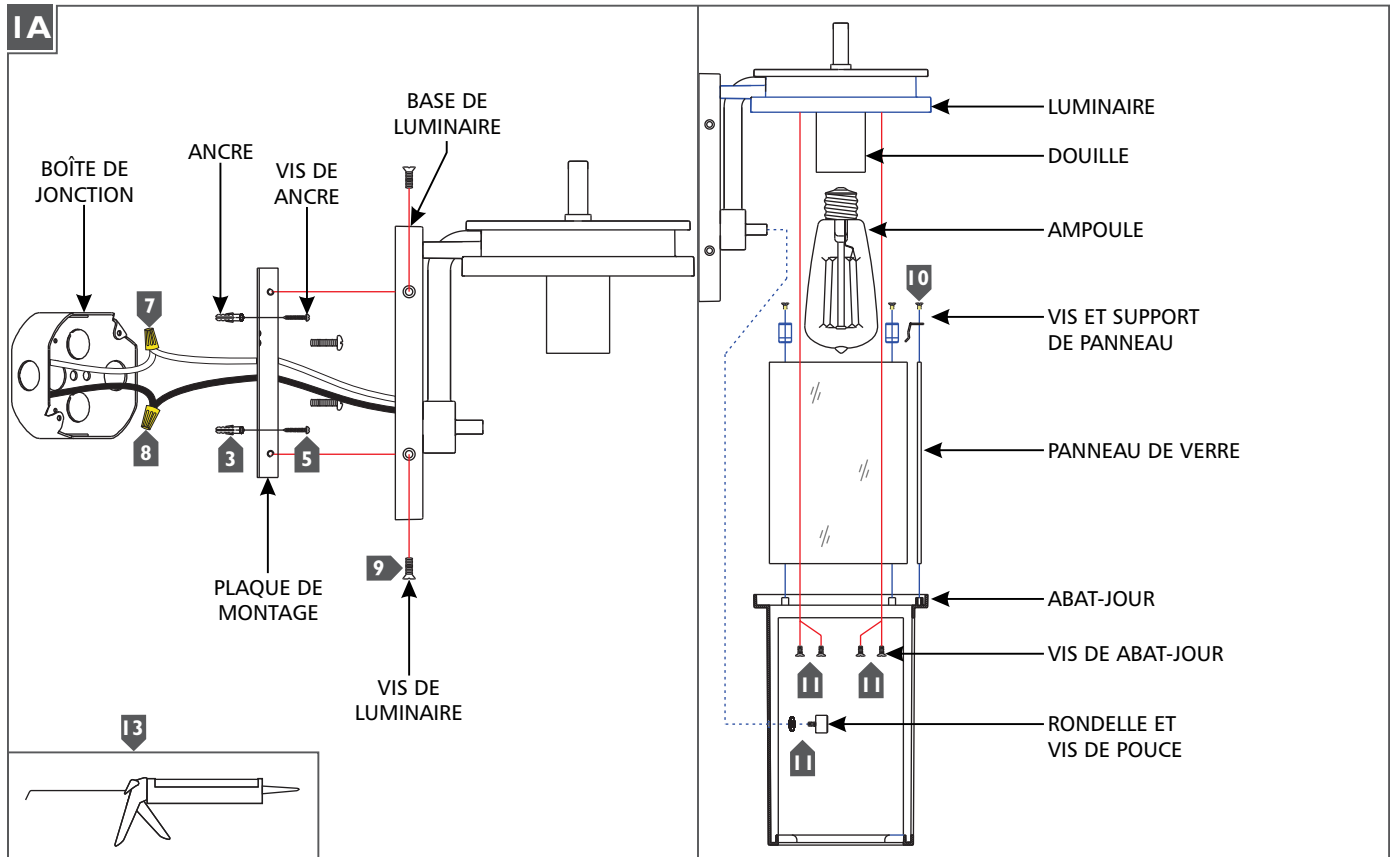 1A
BASE DE
LUMINAIRE
ANCRE
BOÎTE DE
JONCTION
VIS DE
ANCRE
7
8
3
5
9
PLAQUE DE
MONTAGE
VIS DE
LUMINAIRE
13
LUMINAIRE
DOUILLE
AMPOULE
10
VIS ET SUPPORT
DE PANNEAU
PANNEAU DE VERRE
ABAT-JOUR
VIS DE ABAT-JOUR
11
11
RONDELLE ET
VIS DE POUCE
11